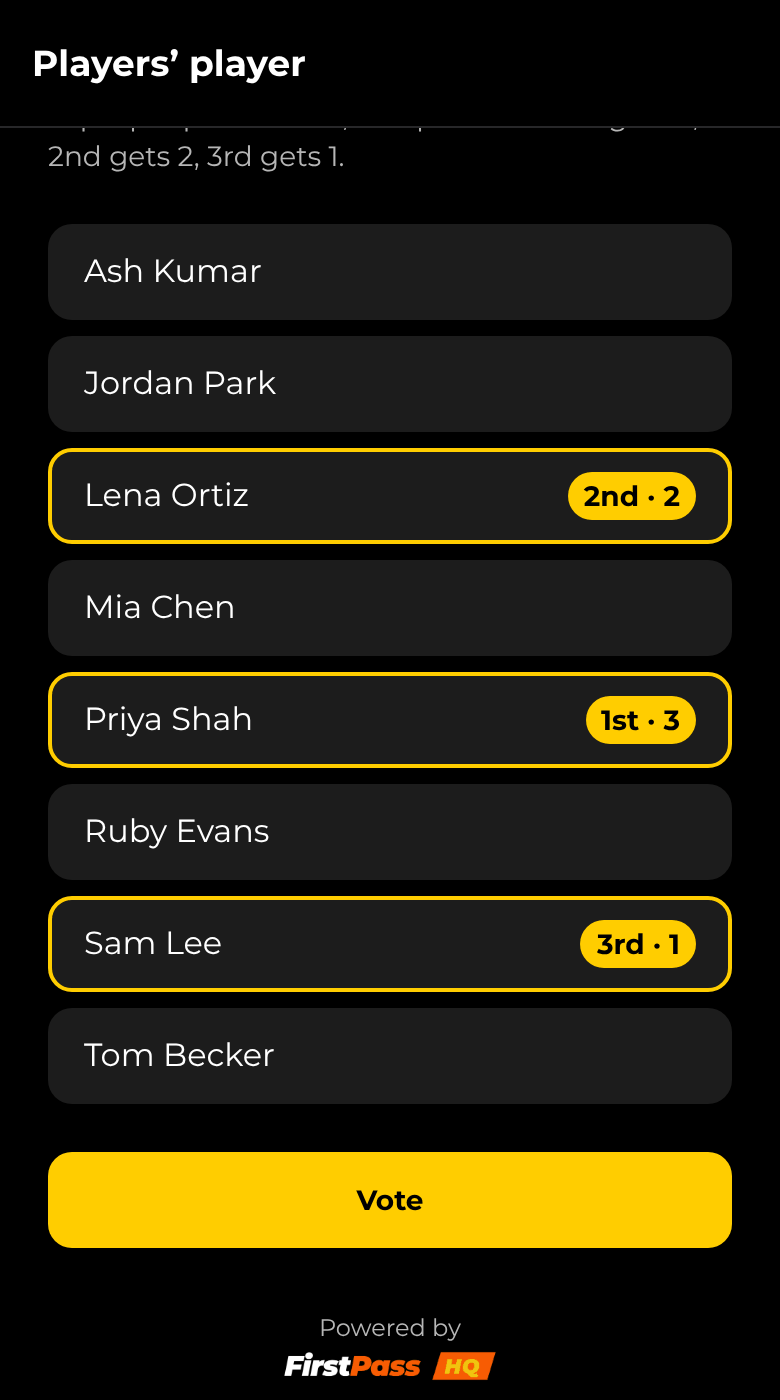 Players’ player
2nd gets 2, 3rd gets 1.
Ash Kumar
Jordan Park
Lena Ortiz 2nd · 2
Mia Chen
Priya Shah 1st · 3
Ruby Evans
Sam Lee 3rd · 1
Tom Becker
Vote
Powered by
FirstPass HQ